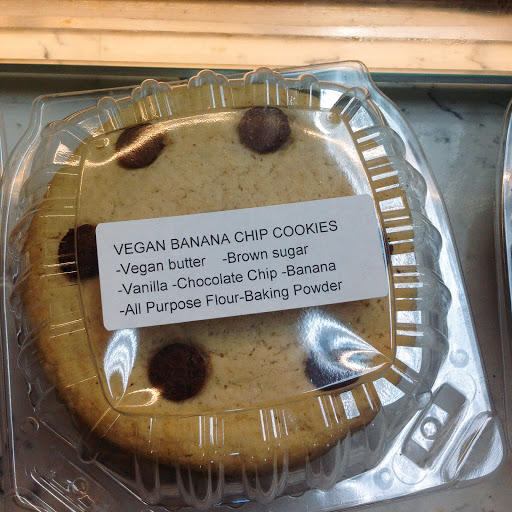 VEGAN BANANA CHIP COOKIES
-Vegan butter -Brown sugar
-Vanilla -Chocolate Chip -Banana
-All Purpose Flour-Baking Powder